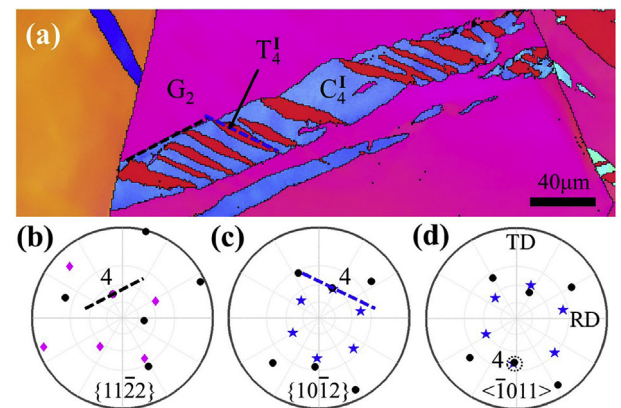 (a)
T₄ᴵ
G₂
C₄ᴵ
40μm
(b)
(c)
(d)
4
4
TD
RD
4
{112̄2}
{101̄2}
<1̄011>